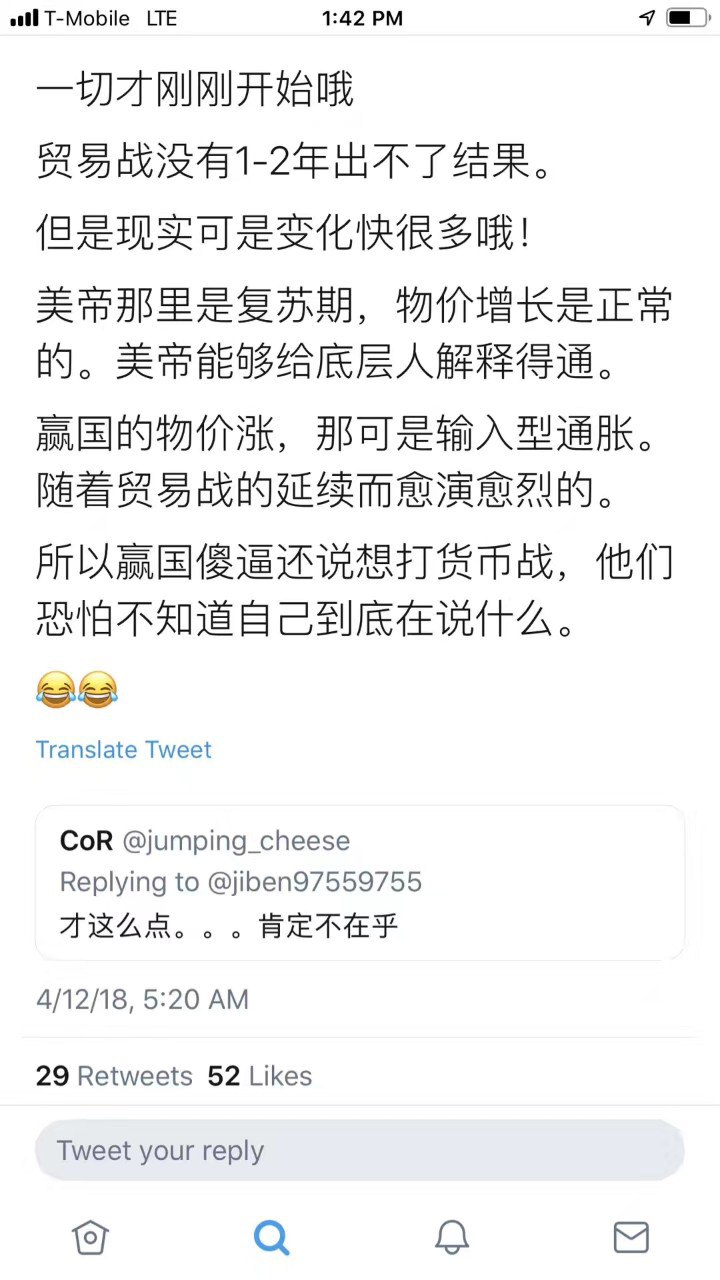 T-Mobile LTE 1:42 PM
一切才刚刚开始哦
贸易战没有1-2年出不了结果。
但是现实可是变化快很多哦！
美帝那里是复苏期，物价增长是正常
的。美帝能够给底层人解释得通。
赢国的物价涨，那可是输入型通胀。
随着贸易战的延续而愈演愈烈的。
所以赢国傻逼还说想打货币战，他们
恐怕不知道自己到底在说什么。
😂😂
Translate Tweet
CoR @jumping_cheese
Replying to @jiben97559755
才这么点。。。肯定不在乎
4/12/18, 5:20 AM
29 Retweets 52 Likes
Tweet your reply